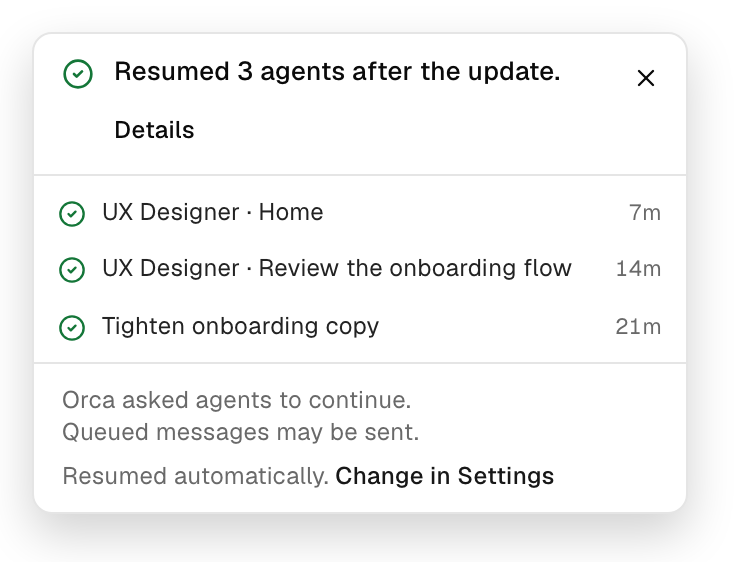 Resumed 3 agents after the update.
Details
UX Designer · Home 7m
UX Designer · Review the onboarding flow 14m
Tighten onboarding copy 21m
Orca asked agents to continue.
Queued messages may be sent.
Resumed automatically. Change in Settings